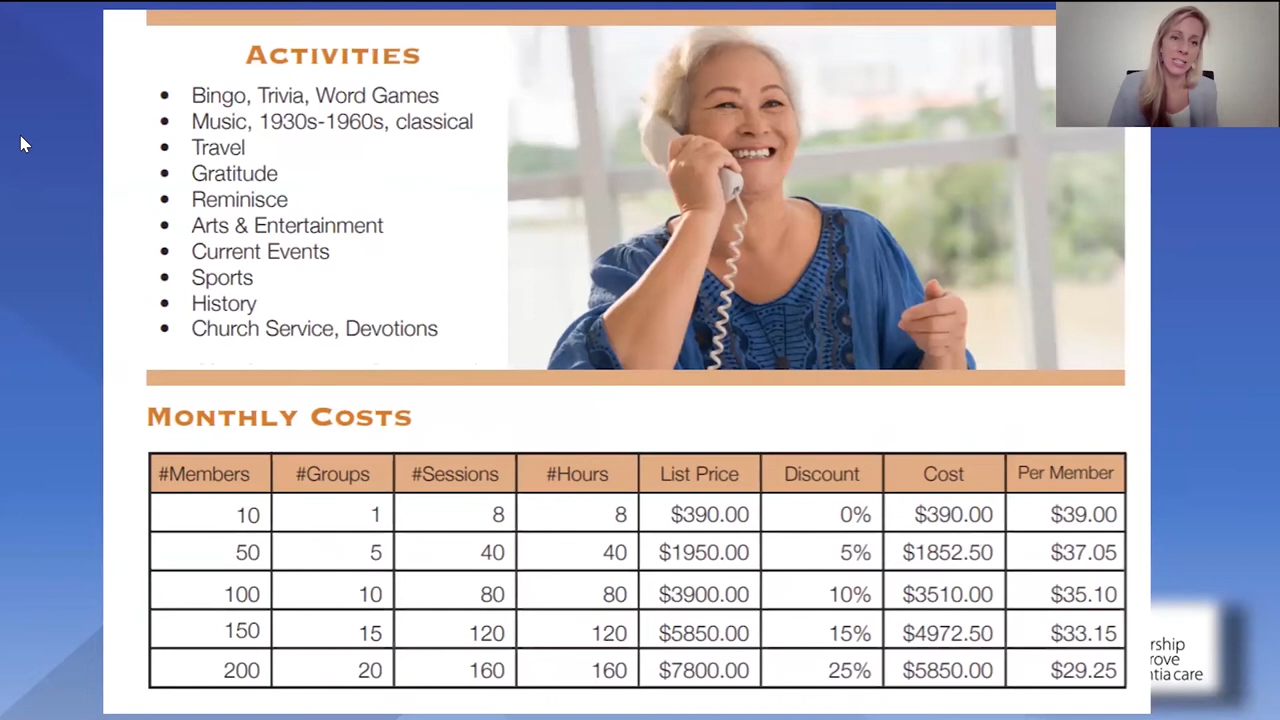 ACTIVITIES
• Bingo, Trivia, Word Games
• Music, 1930s-1960s, classical
• Travel
• Gratitude
• Reminisce
• Arts & Entertainment
• Current Events
• Sports
• History
• Church Service, Devotions
MONTHLY COSTS
#Members #Groups #Sessions #Hours List Price Discount Cost Per Member
10 1 8 8 $390.00 0% $390.00 $39.00
50 5 40 40 $1950.00 5% $1852.50 $37.05
100 10 80 80 $3900.00 10% $3510.00 $35.10
150 15 120 120 $5850.00 15% $4972.50 $33.15
200 20 160 160 $7800.00 25% $5850.00 $29.25
rship
rove
ntia care